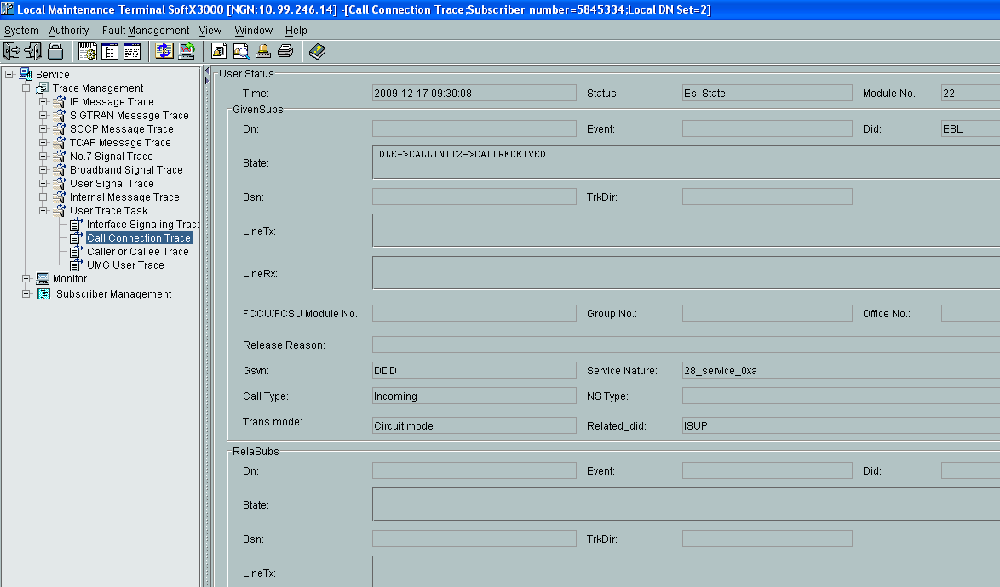 Local Maintenance Terminal SoftX3000 [NGN:10.99.246.14] -[Call Connection Trace;Subscriber number=5845334;Local DN Set=2]
System Authority Fault Management View Window Help
Service
Trace Management
IP Message Trace
SIGTRAN Message Trace
SCCP Message Trace
TCAP Message Trace
No.7 Signal Trace
Broadband Signal Trace
User Signal Trace
Internal Message Trace
User Trace Task
Interface Signaling Trace
Call Connection Trace
Caller or Callee Trace
UMG User Trace
Monitor
Subscriber Management
User Status
Time: 2009-12-17 09:30:08 Status: Esl State Module No.: 22
GivenSubs
Dn: Event: Did: ESL
State: IDLE->CALLINIT2->CALLRECEIVED
Bsn: TrkDir:
LineTx:
LineRx:
FCCU/FCSU Module No.: Group No.: Office No.:
Release Reason:
Gsvn: DDD Service Nature: 28_service_0xa
Call Type: Incoming NS Type:
Trans mode: Circuit mode Related_did: ISUP
RelaSubs
Dn: Event: Did:
State:
Bsn: TrkDir:
LineTx: